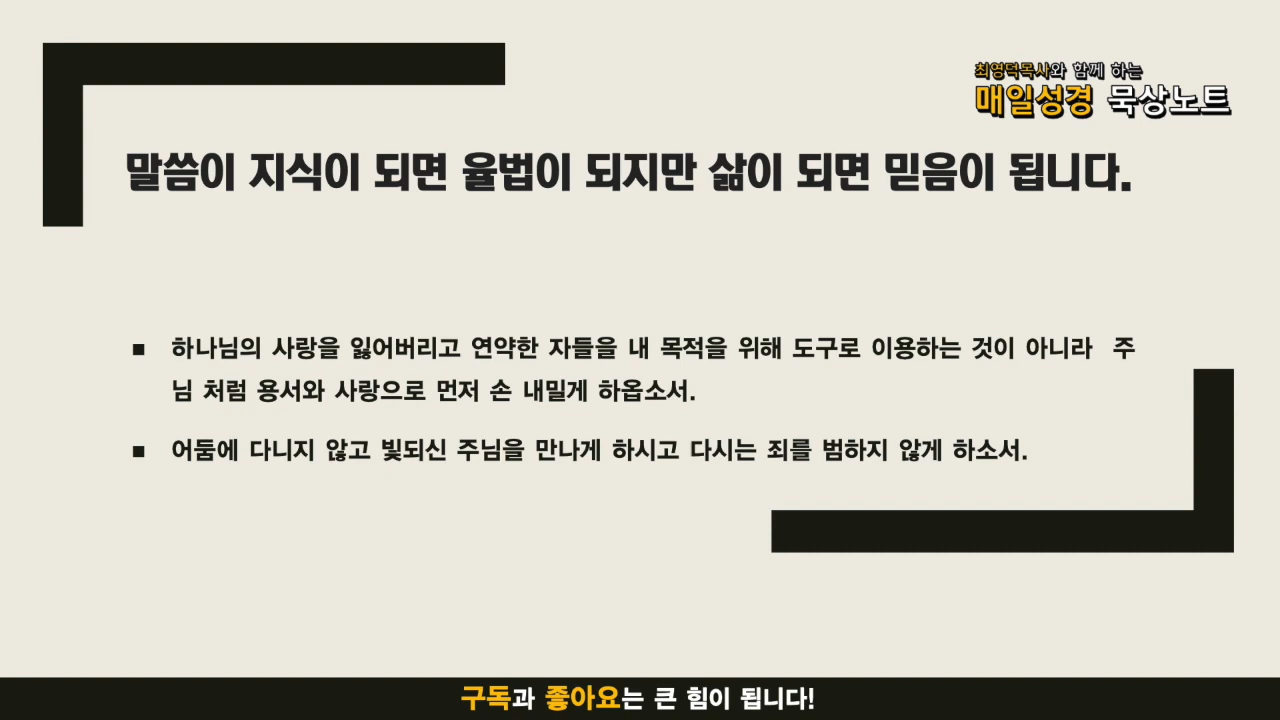 최영덕목사와 함께 하는
매일성경 묵상노트
말씀이 지식이 되면 율법이 되지만 삶이 되면 믿음이 됩니다.
■ 하나님의 사랑을 잃어버리고 연약한 자들을 내 목적을 위해 도구로 이용하는 것이 아니라 주
님 처럼 용서와 사랑으로 먼저 손 내밀게 하옵소서.
■ 어둠에 다니지 않고 빛되신 주님을 만나게 하시고 다시는 죄를 범하지 않게 하소서.
구독과 좋아요는 큰 힘이 됩니다!